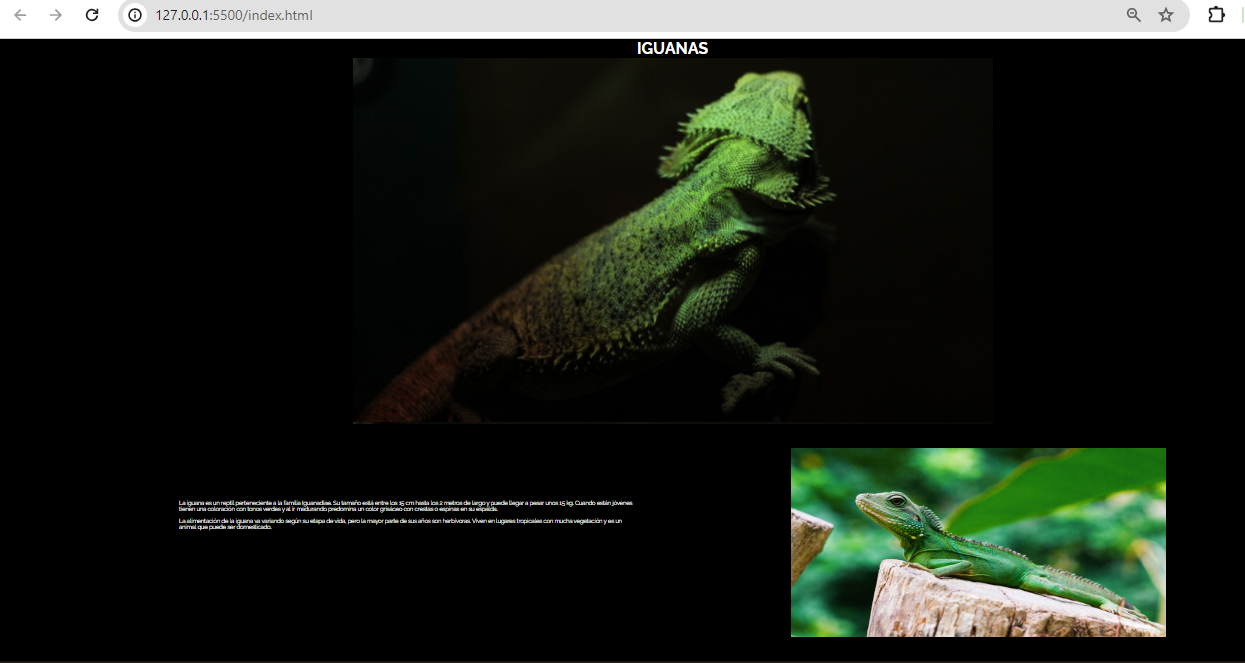 127.0.0.1:5500/index.html
IGUANAS
La iguana es un reptil perteneciente a la familia Iguanadias. Su tamaño está entre los 15 cm hasta los 2 metros de largo y puede llegar a pesar unos 15 kg. Cuando están jóvenes
tienen una coloración con tonos verdes y al ir madurando predomina un color grisáceo con crestas o espinas en su espalda.
La alimentación de la iguana va variando según su etapa de vida, pero la mayor parte de sus años son herbívoras. Viven en lugares tropicales con mucha vegetación y es un
animal que puede ser domesticado.